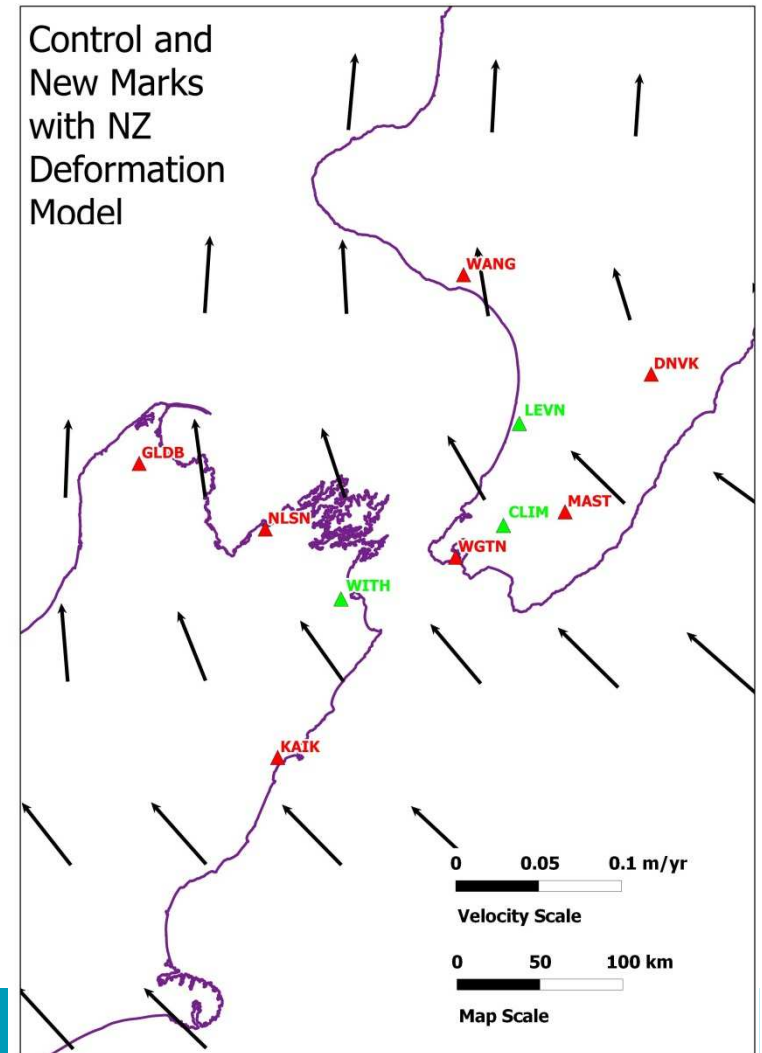 Control and
New Marks
with NZ
Deformation
Model
WANG
DNVK
LEVN
GLDB
MAST
NLSN
CLIM
WGTN
WITH
KAIK
0 0.05 0.1 m/yr
Velocity Scale
0 50 100 km
Map Scale